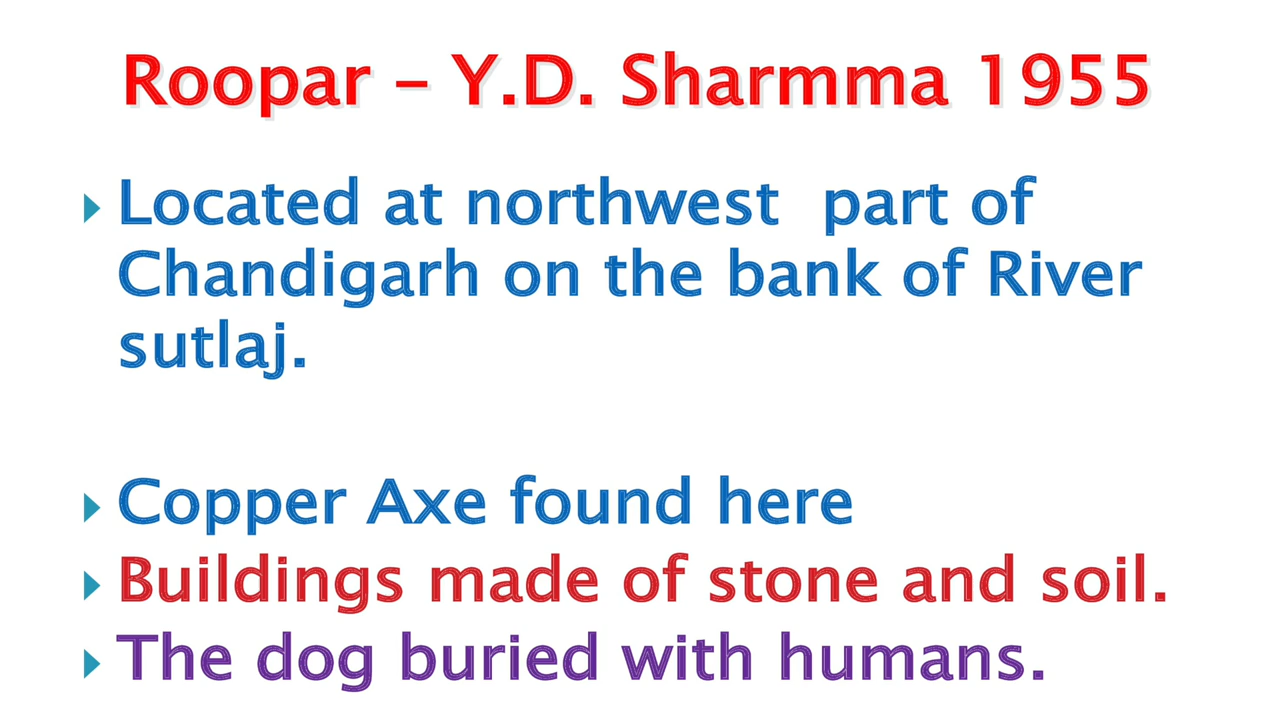 Roopar – Y.D. Sharmma 1955
Located at northwest part of
Chandigarh on the bank of River
sutlaj.
Copper Axe found here
Buildings made of stone and soil.
The dog buried with humans.